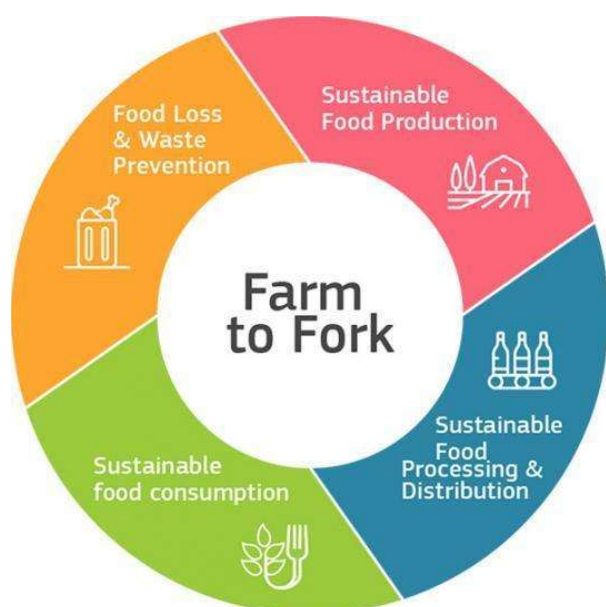 Farm
to Fork
Sustainable
Food Production
Sustainable
Food
Processing &
Distribution
Sustainable
food consumption
Food Loss
& Waste
Prevention